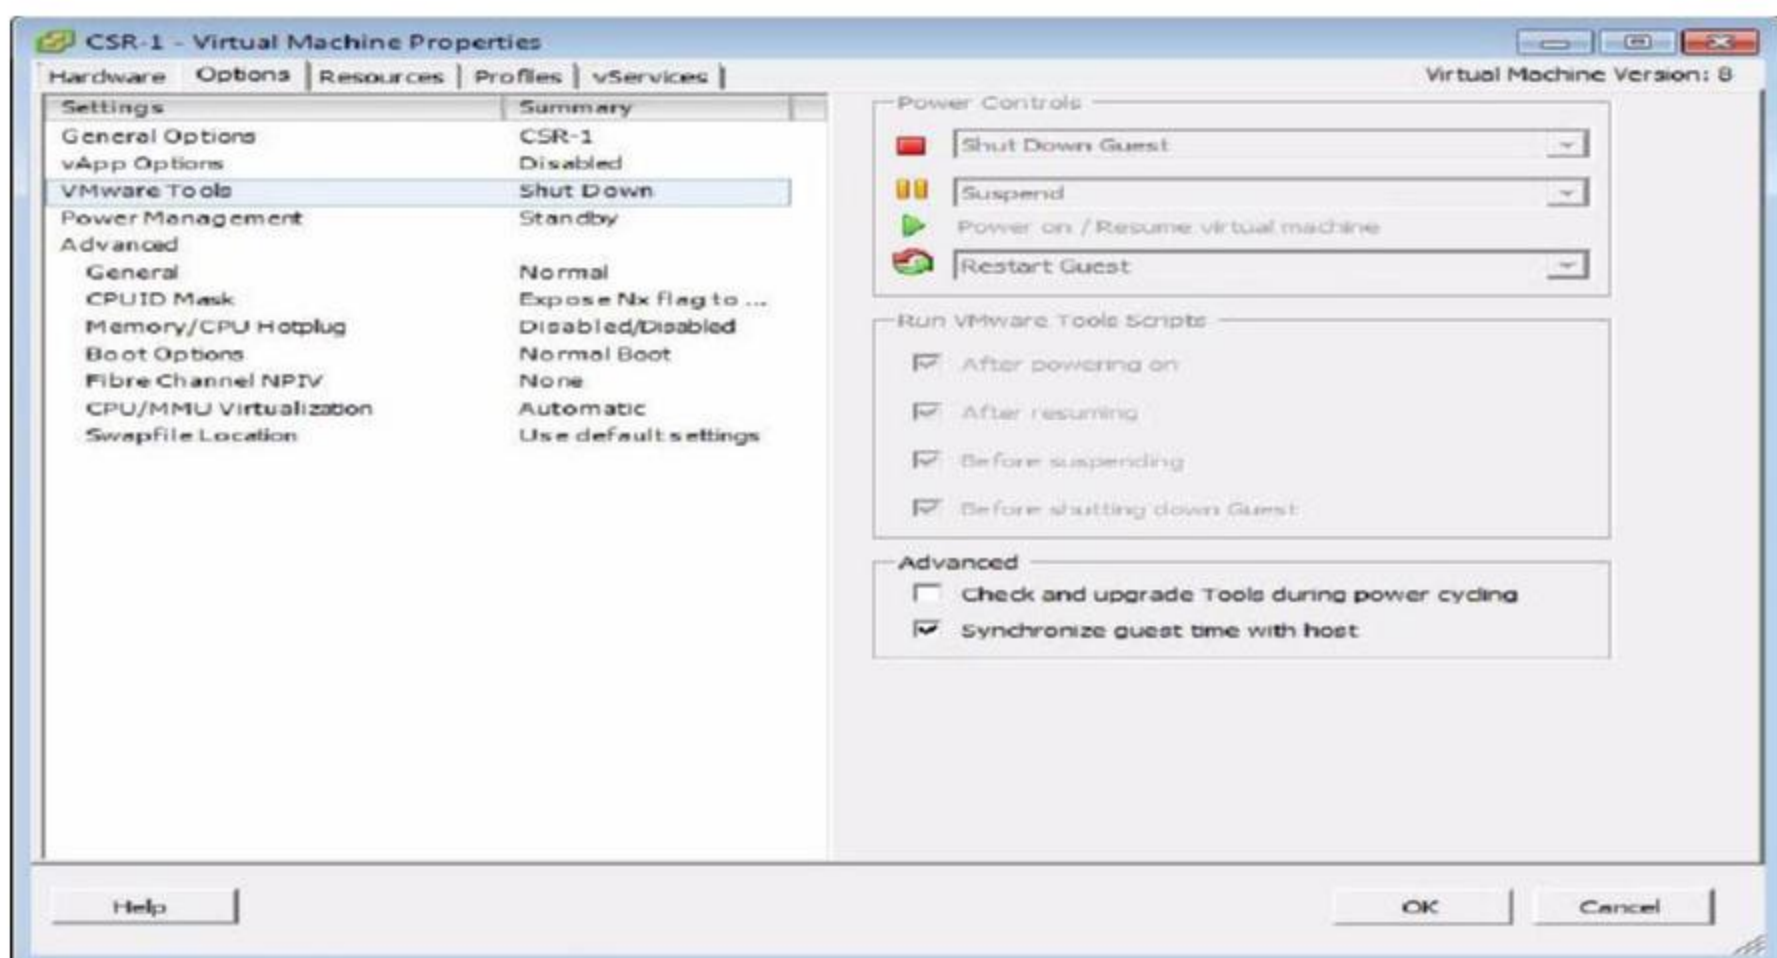 CSR-1 - Virtual Machine Properties
Hardware Options Resources Profiles vServices Virtual Machine Version: 8
Settings Summary
General Options CSR-1
vApp Options Disabled
VMware Tools Shut Down
Power Management Standby
Advanced
General Normal
CPUID Mask Expose Nx flag to ...
Memory/CPU Hotplug Disabled/Disabled
Boot Options Normal Boot
Fibre Channel NPIV None
CPU/MMU Virtualization Automatic
Swapfile Location Use default settings
Power Controls
Shut Down Guest
Suspend
Power on / Resume virtual machine
Restart Guest
Run VMware Tools Scripts
After powering on
After resuming
Before suspending
Before shutting down Guest
Advanced
Check and upgrade Tools during power cycling
Synchronize guest time with host
Help OK Cancel